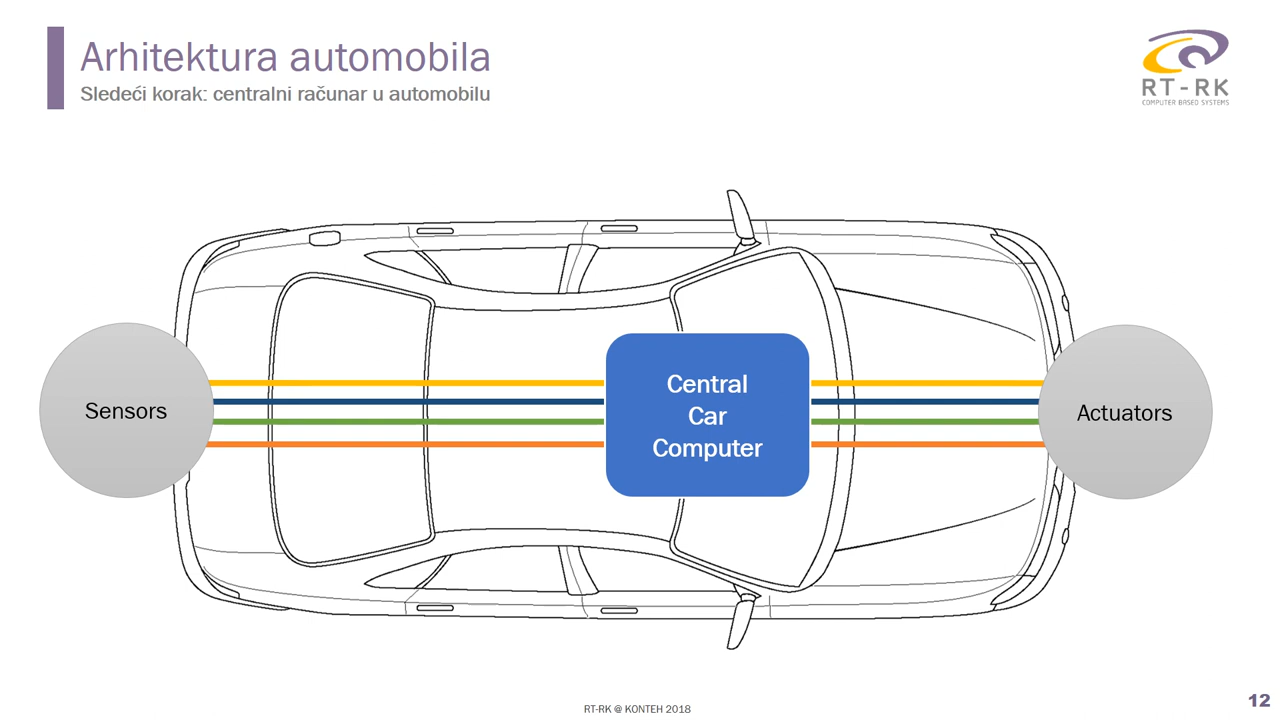 Arhitektura automobila
Sledeći korak: centralni računar u automobilu
RT-RK
COMPUTER BASED SYSTEMS
Sensors
Central
Car
Computer
Actuators
RT-RK @ KONTEH 2018
12